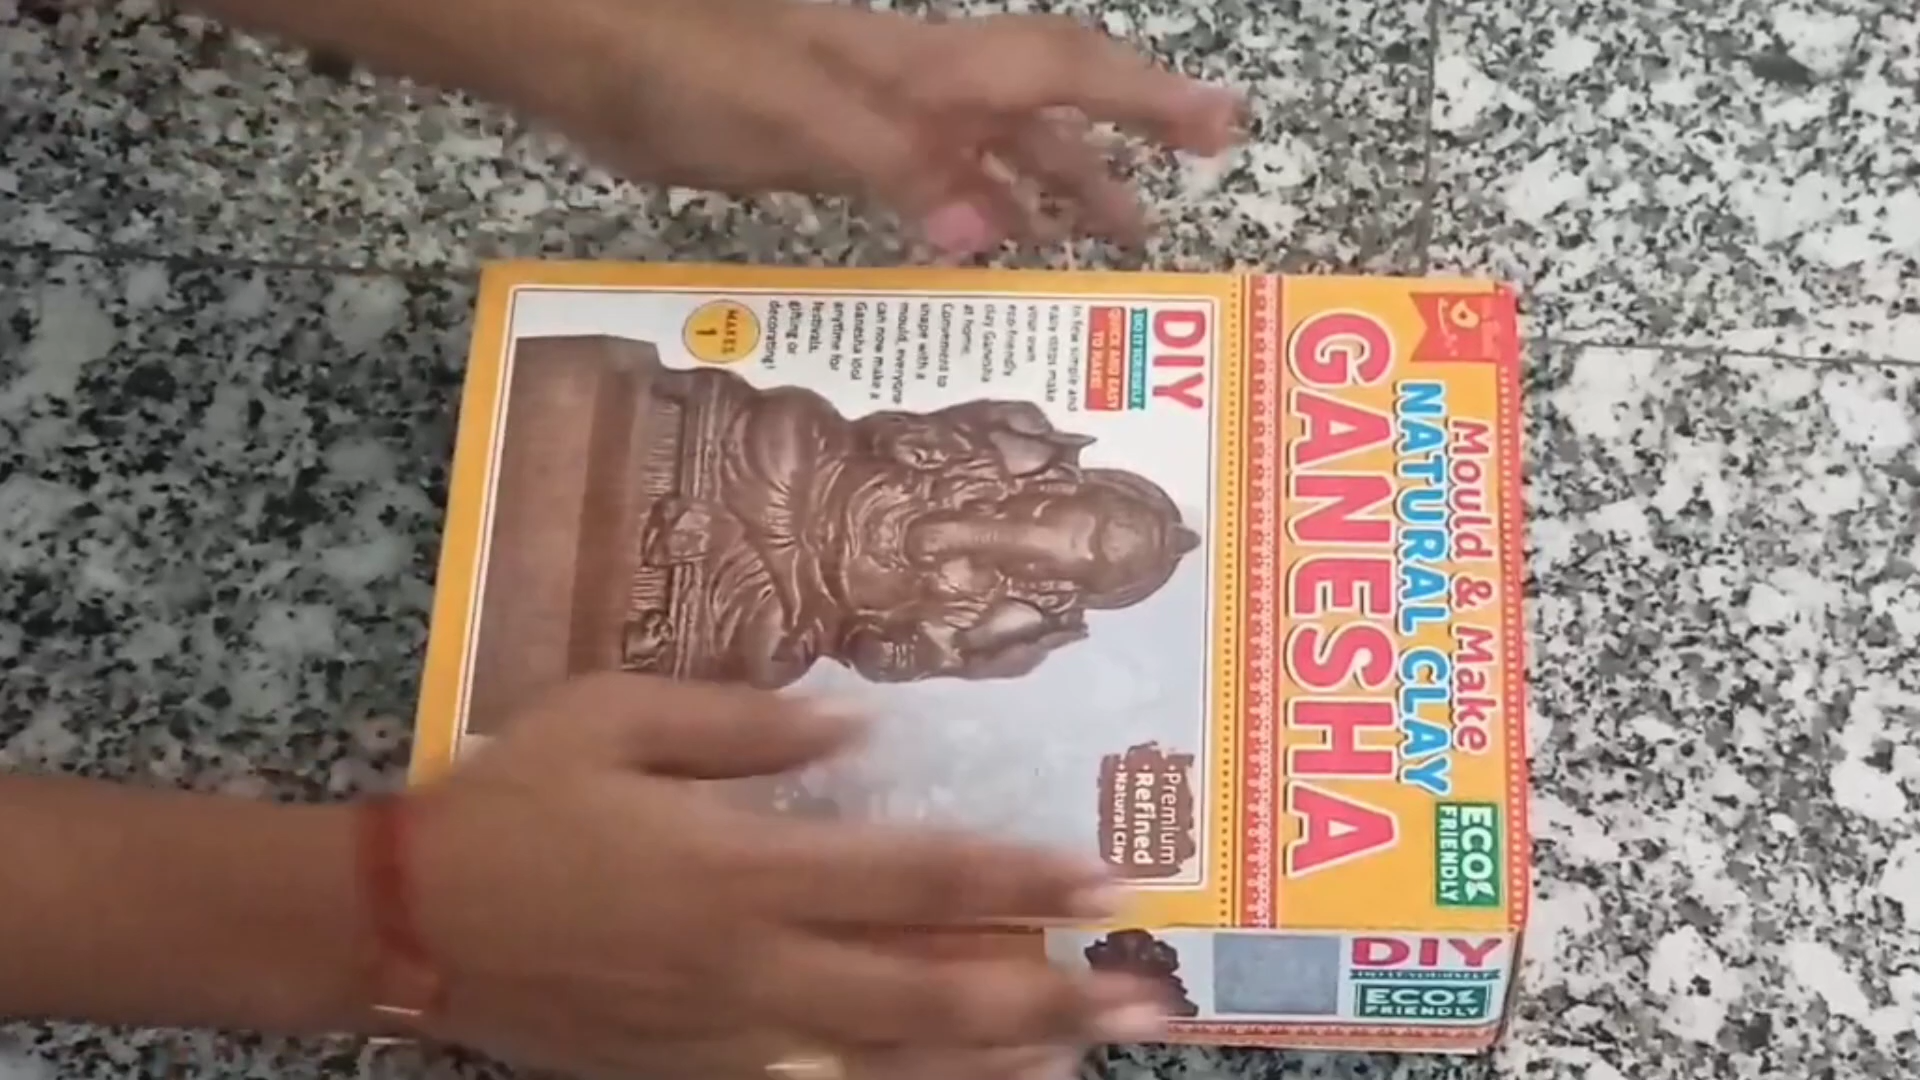 Mould & Make
NATURAL CLAY
GANESHA
ECO
FRIENDLY
DIY
DO IT YOURSELF
QUICK AND EASY
TO MAKE!
In few simple and
easy steps make
your own
eco-friendly
clay Ganesha
at home.
Convenient to
shape with a
mould, everyone
can now make a
Ganesha idol
anytime for
festivals,
gifting or
decorating!
MAKES
1
•Premium
•Refined
•Natural Clay
DIY
DO IT YOURSELF
ECO
FRIENDLY